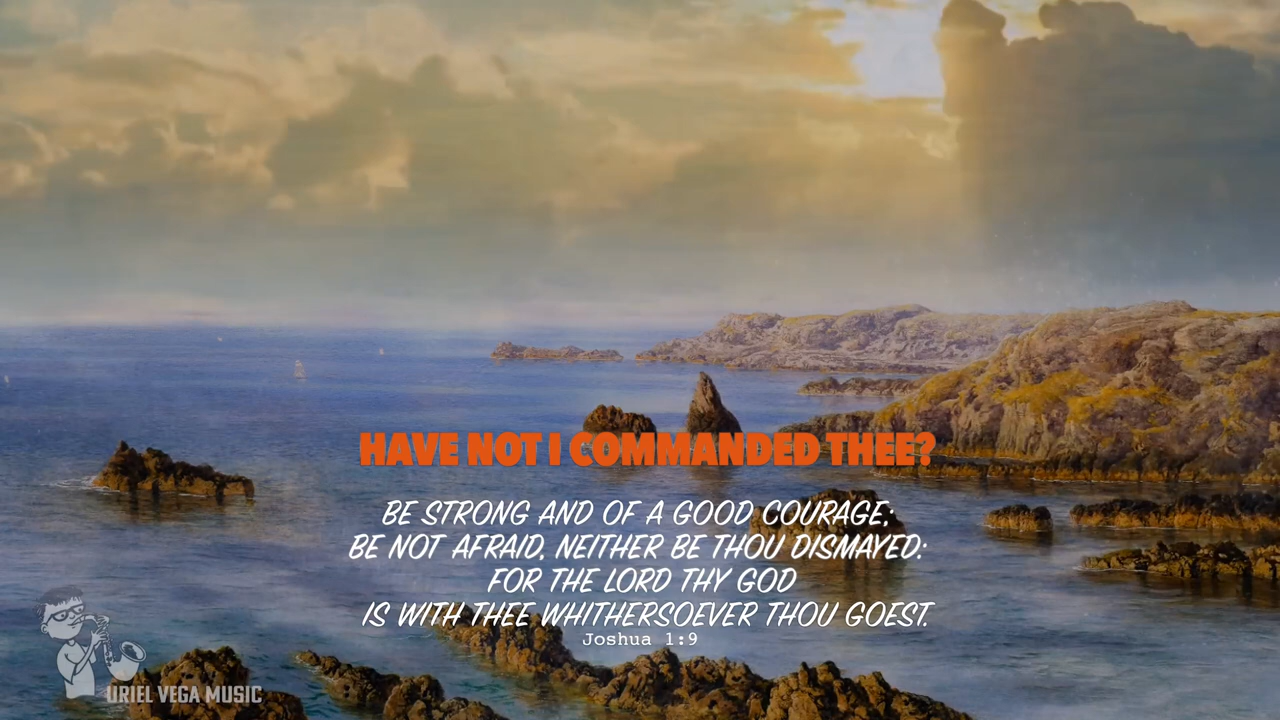 HAVE NOT I COMMANDED THEE?
BE STRONG AND OF A GOOD COURAGE;
BE NOT AFRAID, NEITHER BE THOU DISMAYED:
FOR THE LORD THY GOD
IS WITH THEE WHITHERSOEVER THOU GOEST.
Joshua 1:9
URIEL VEGA MUSIC